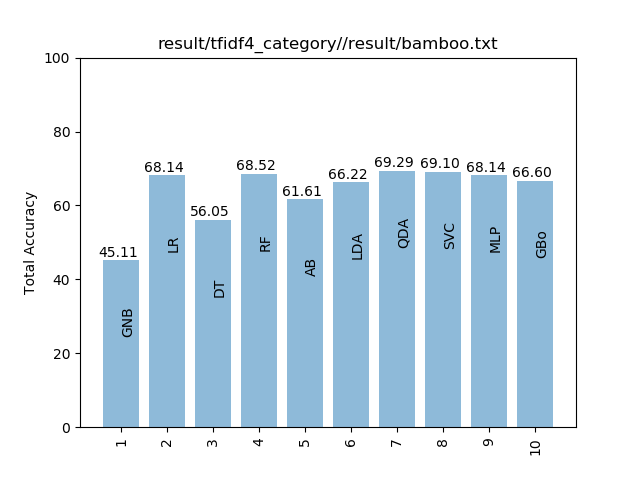 result/tfidf4_category//result/bamboo.txt
Total Accuracy
100
80
60
40
20
0
45.11
68.14
56.05
68.52
61.61
66.22
69.29
69.10
68.14
66.60
GNB
LR
DT
RF
AB
LDA
QDA
SVC
MLP
GBo
1
2
3
4
5
6
7
8
9
10